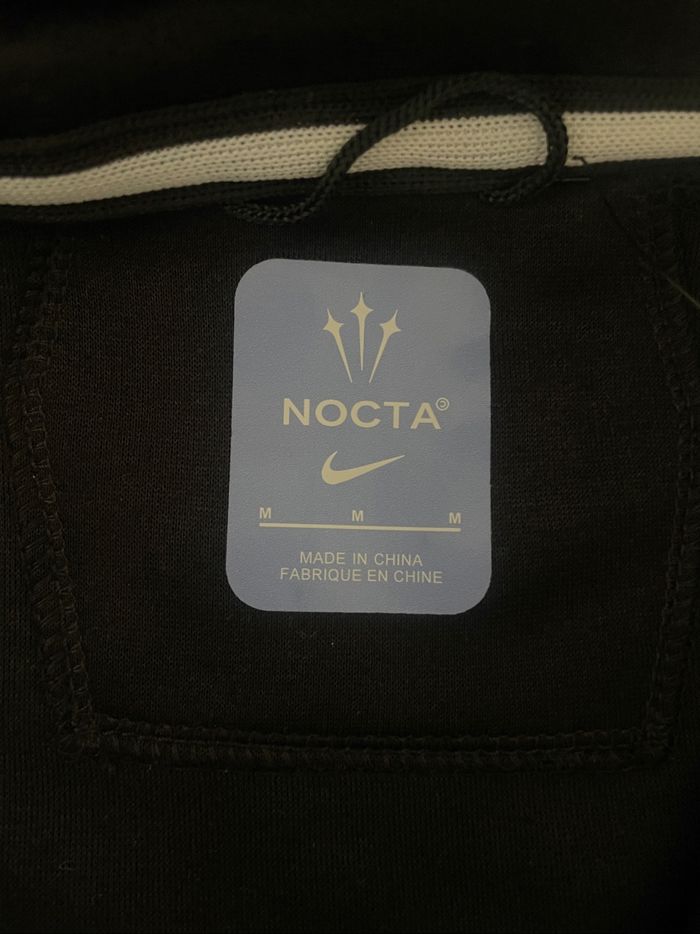 NOCTA©
M M M
MADE IN CHINA
FABRIQUE EN CHINE